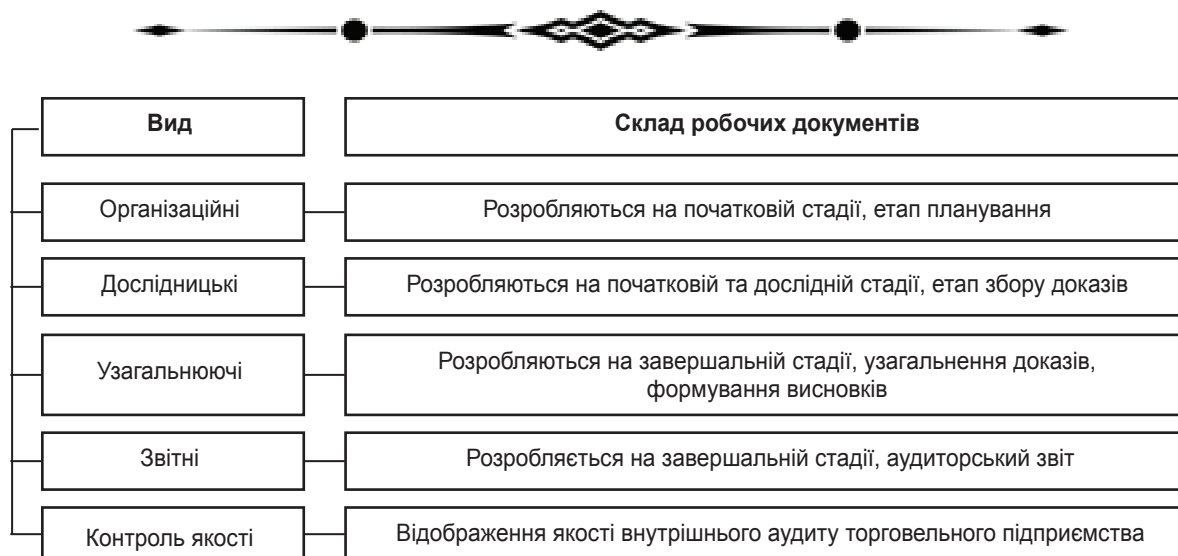 Вид
Склад робочих документів
Організаційні
Розробляються на початковій стадії, етап планування
Дослідницькі
Розробляються на початковій та дослідній стадії, етап збору доказів
Узагальнюючі
Розробляються на завершальній стадії, узагальнення доказів,
формування висновків
Звітні
Розробляється на завершальній стадії, аудиторський звіт
Контроль якості
Відображення якості внутрішнього аудиту торговельного підприємства